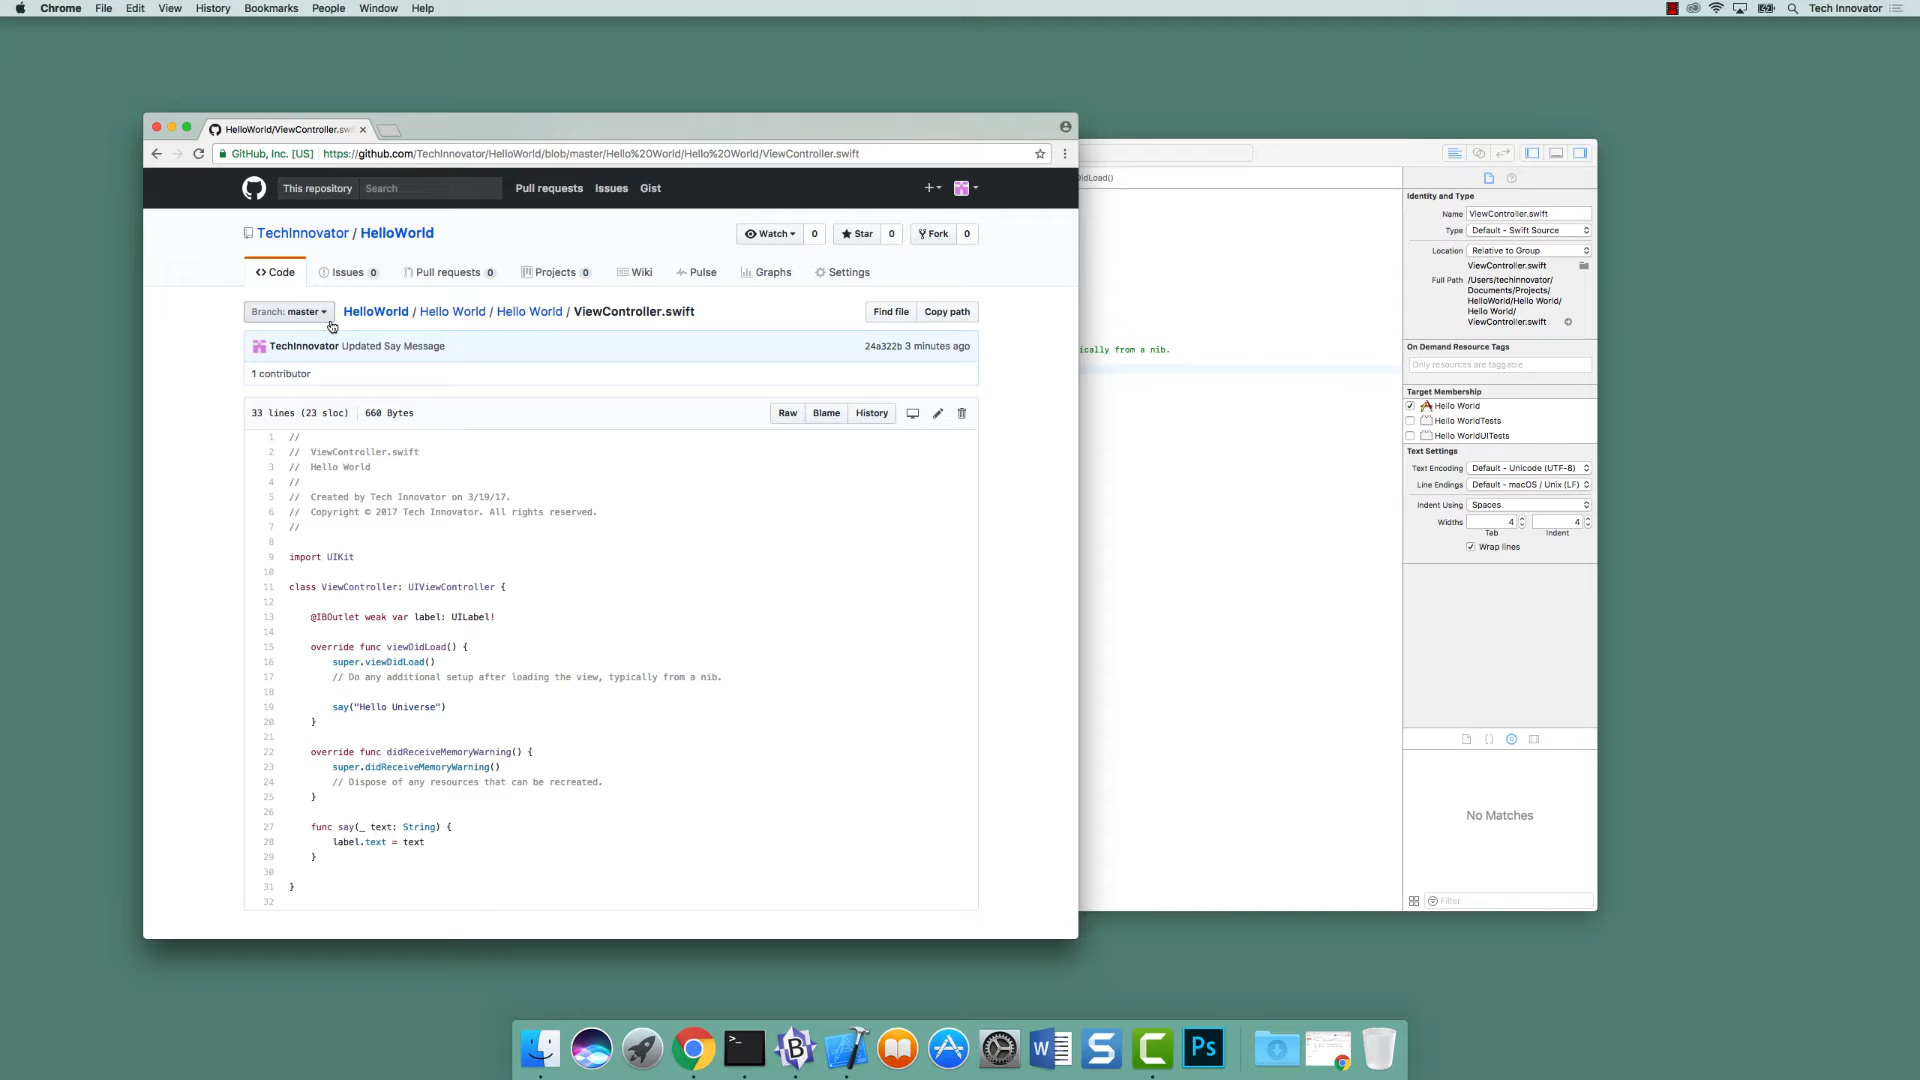 Chrome File Edit View History Bookmarks People Window Help
Tech Innovator
HelloWorld/ViewController.swi
GitHub, Inc. [US] https://github.com/TechInnovator/HelloWorld/blob/master/Hello%20World/Hello%20World/ViewController.swift
This repository Search Pull requests Issues Gist
TechInnovator / HelloWorld
Watch 0 Star 0 Fork 0
<> Code Issues 0 Pull requests 0 Projects 0 Wiki Pulse Graphs Settings
Branch: master HelloWorld / Hello World / Hello World / ViewController.swift
Find file Copy path
TechInnovator Updated Say Message
24a322b 3 minutes ago
1 contributor
33 lines (23 sloc) 660 Bytes
Raw Blame History
1 //
2 //  ViewController.swift
3 //  Hello World
4 //
5 //  Created by Tech Innovator on 3/19/17.
6 //  Copyright © 2017 Tech Innovator. All rights reserved.
7 //
8
9 import UIKit
10
11 class ViewController: UIViewController {
12
13     @IBOutlet weak var label: UILabel!
14
15     override func viewDidLoad() {
16         super.viewDidLoad()
17         // Do any additional setup after loading the view, typically from a nib.
18
19         say("Hello Universe")
20     }
21
22     override func didReceiveMemoryWarning() {
23         super.didReceiveMemoryWarning()
24         // Dispose of any resources that can be recreated.
25     }
26
27     func say(_ text: String) {
28         label.text = text
29     }
30
31 }
32
idLoad()
ically from a nib.
Identity and Type
Name ViewController.swift
Type Default - Swift Source
Location Relative to Group
ViewController.swift
Full Path /Users/techinnovator/
Documents/Projects/
HelloWorld/Hello World/
Hello World/
ViewController.swift
On Demand Resource Tags
Only resources are taggable
Target Membership
Hello World
Hello WorldTests
Hello WorldUITests
Text Settings
Text Encoding Default - Unicode (UTF-8)
Line Endings Default - macOS / Unix (LF)
Indent Using Spaces
Widths 4 4
Tab Indent
Wrap lines
{}
No Matches
Filter
>_ B W S C Ps